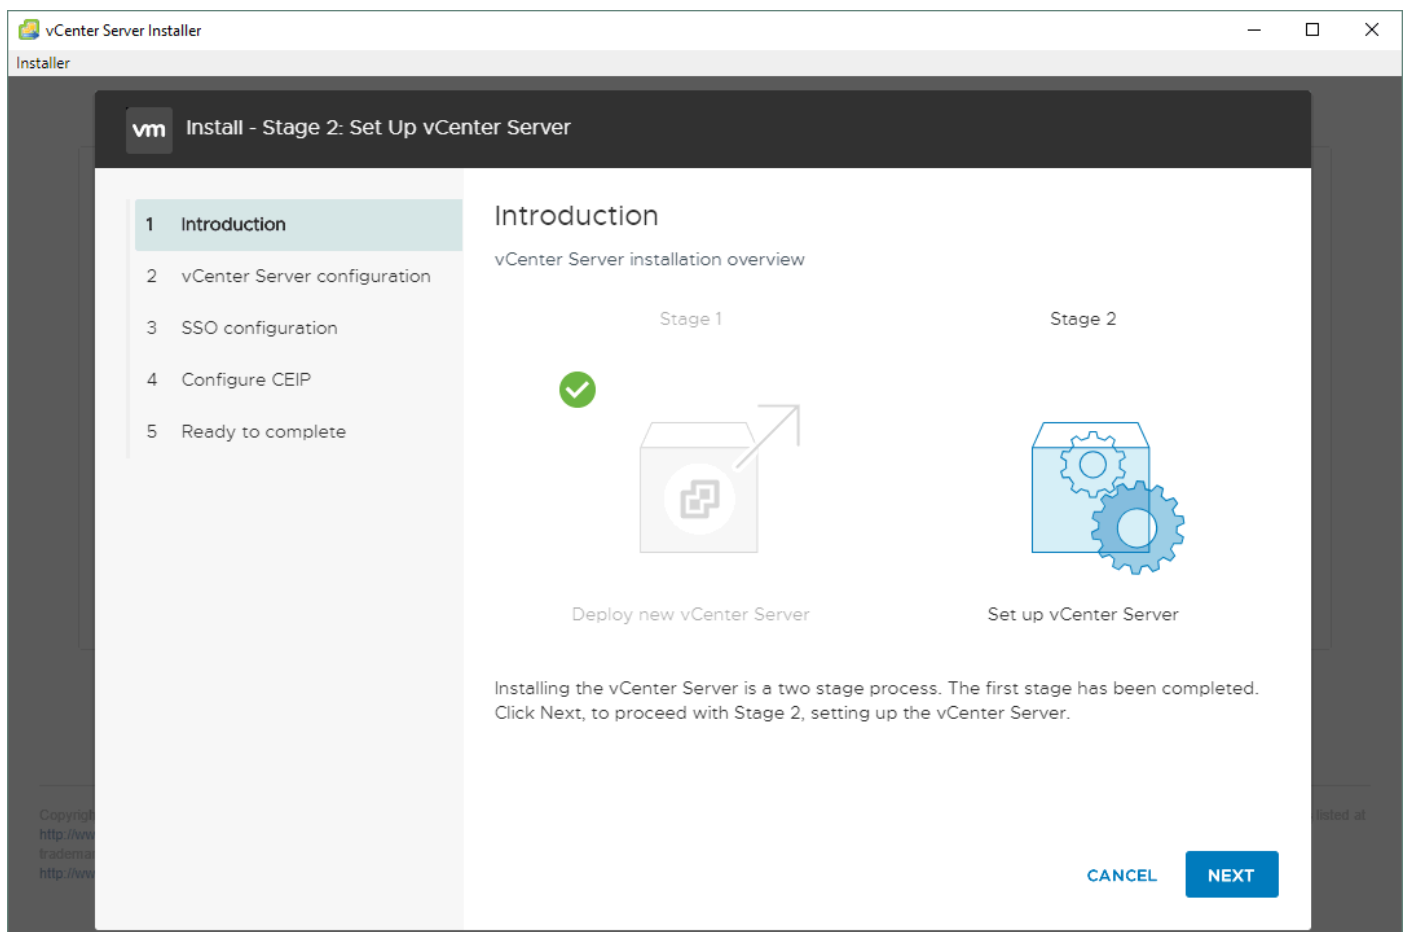 vCenter Server Installer
Installer
vm Install - Stage 2: Set Up vCenter Server
1 Introduction
2 vCenter Server configuration
3 SSO configuration
4 Configure CEIP
5 Ready to complete
Introduction
vCenter Server installation overview
Stage 1
Stage 2
Deploy new vCenter Server
Set up vCenter Server
Installing the vCenter Server is a two stage process. The first stage has been completed.
Click Next, to proceed with Stage 2, setting up the vCenter Server.
CANCEL
NEXT
listed at